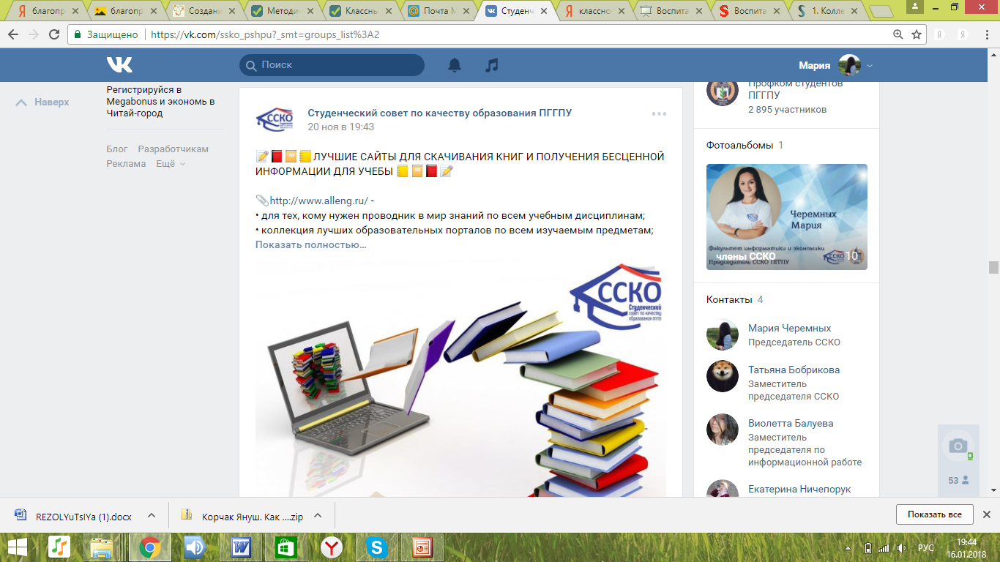 благопр
благопр
Создани
Методи
Классны
Почта M
Студенч
классно
Воспита
Воспита
1. Колле
Защищено
https://vk.com/ssko_pshpu?_smt=groups_list%3A2
Поиск
Мария
Наверх
Регистрируйся в
Megabonus и экономь в
Читай-город
Блог Разработчикам
Реклама Ещё
Студенческий совет по качеству образования ПГГПУ
20 ноя в 19:43
ЛУЧШИЕ САЙТЫ ДЛЯ СКАЧИВАНИЯ КНИГ И ПОЛУЧЕНИЯ БЕСЦЕННОЙ
ИНФОРМАЦИИ ДЛЯ УЧЕБЫ
http://www.alleng.ru/ -
• для тех, кому нужен проводник в мир знаний по всем учебным дисциплинам;
• коллекция лучших образовательных порталов по всем изучаемым предметам;
Показать полностью…
ССКО
Студенческий
совет по качеству
образования ПГГПУ
Профком студентов
ПГГПУ
2 895 участников
Фотоальбомы 1
Черемных
Мария
Факультет информатики и экономики
Председатель ССКО ПГГПУ
члены ССКО 10
Контакты 4
Мария Черемных
Председатель ССКО
Татьяна Бобрикова
Заместитель
председателя ССКО
Виолетта Балуева
Заместитель
председателя по
информационной работе
Екатерина Ничепорук
53
REZOLYuTsIYa (1).docx
Корчак Януш. Как ....zip
Показать все
РУС
19:44
16.01.2018